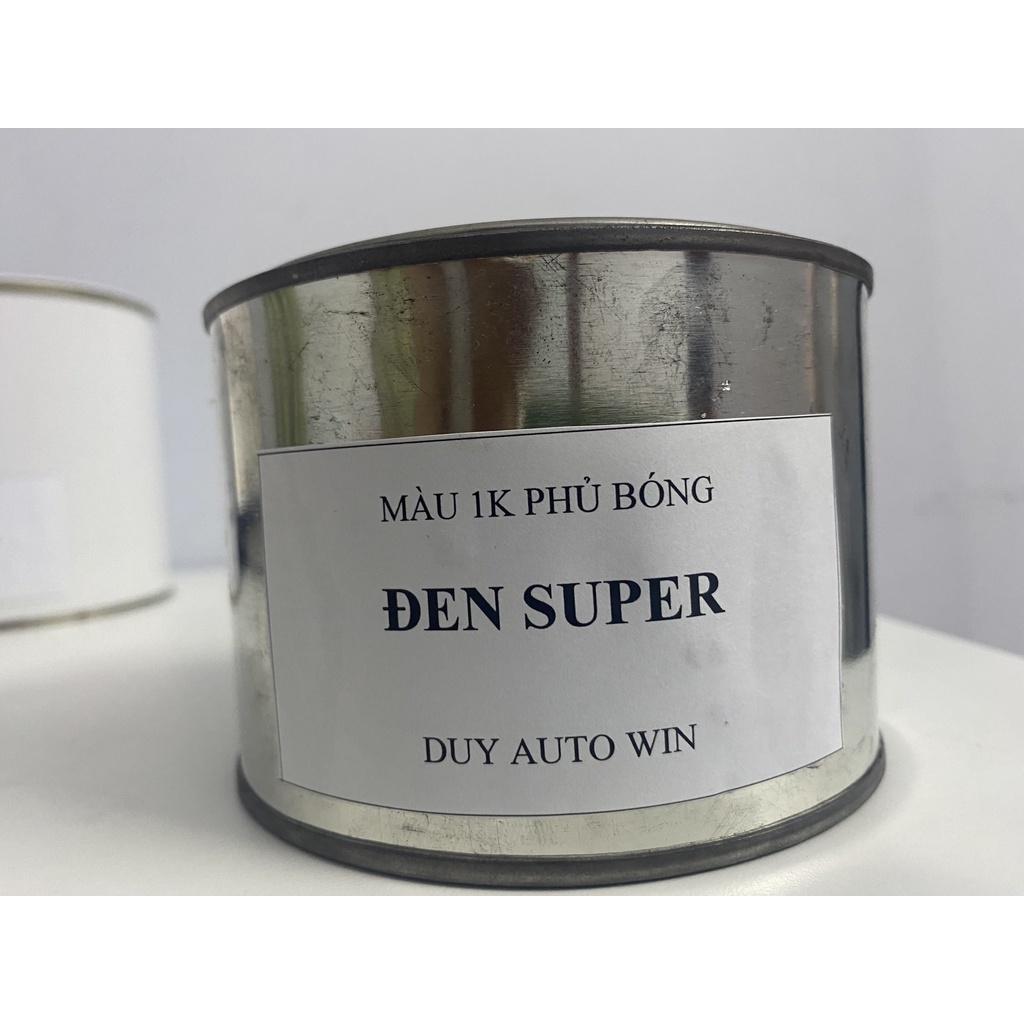 MÀU 1K PHỦ BÓNG
ĐEN SUPER
DUY AUTO WIN